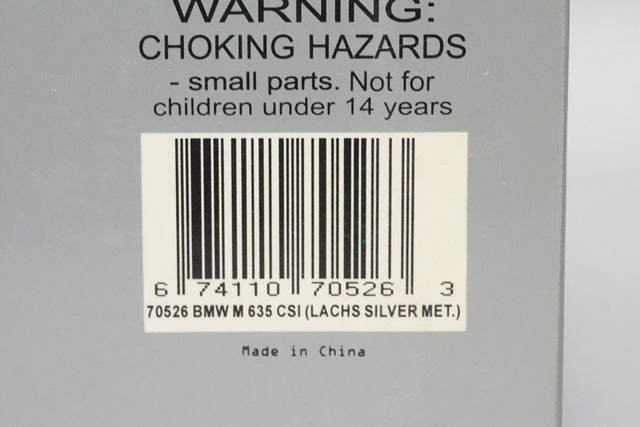 WARNING:
CHOKING HAZARDS
- small parts. Not for
children under 14 years
6 74110 70526 3
70526 BMW M 635 CSI (LACHS SILVER MET.)
Made in China